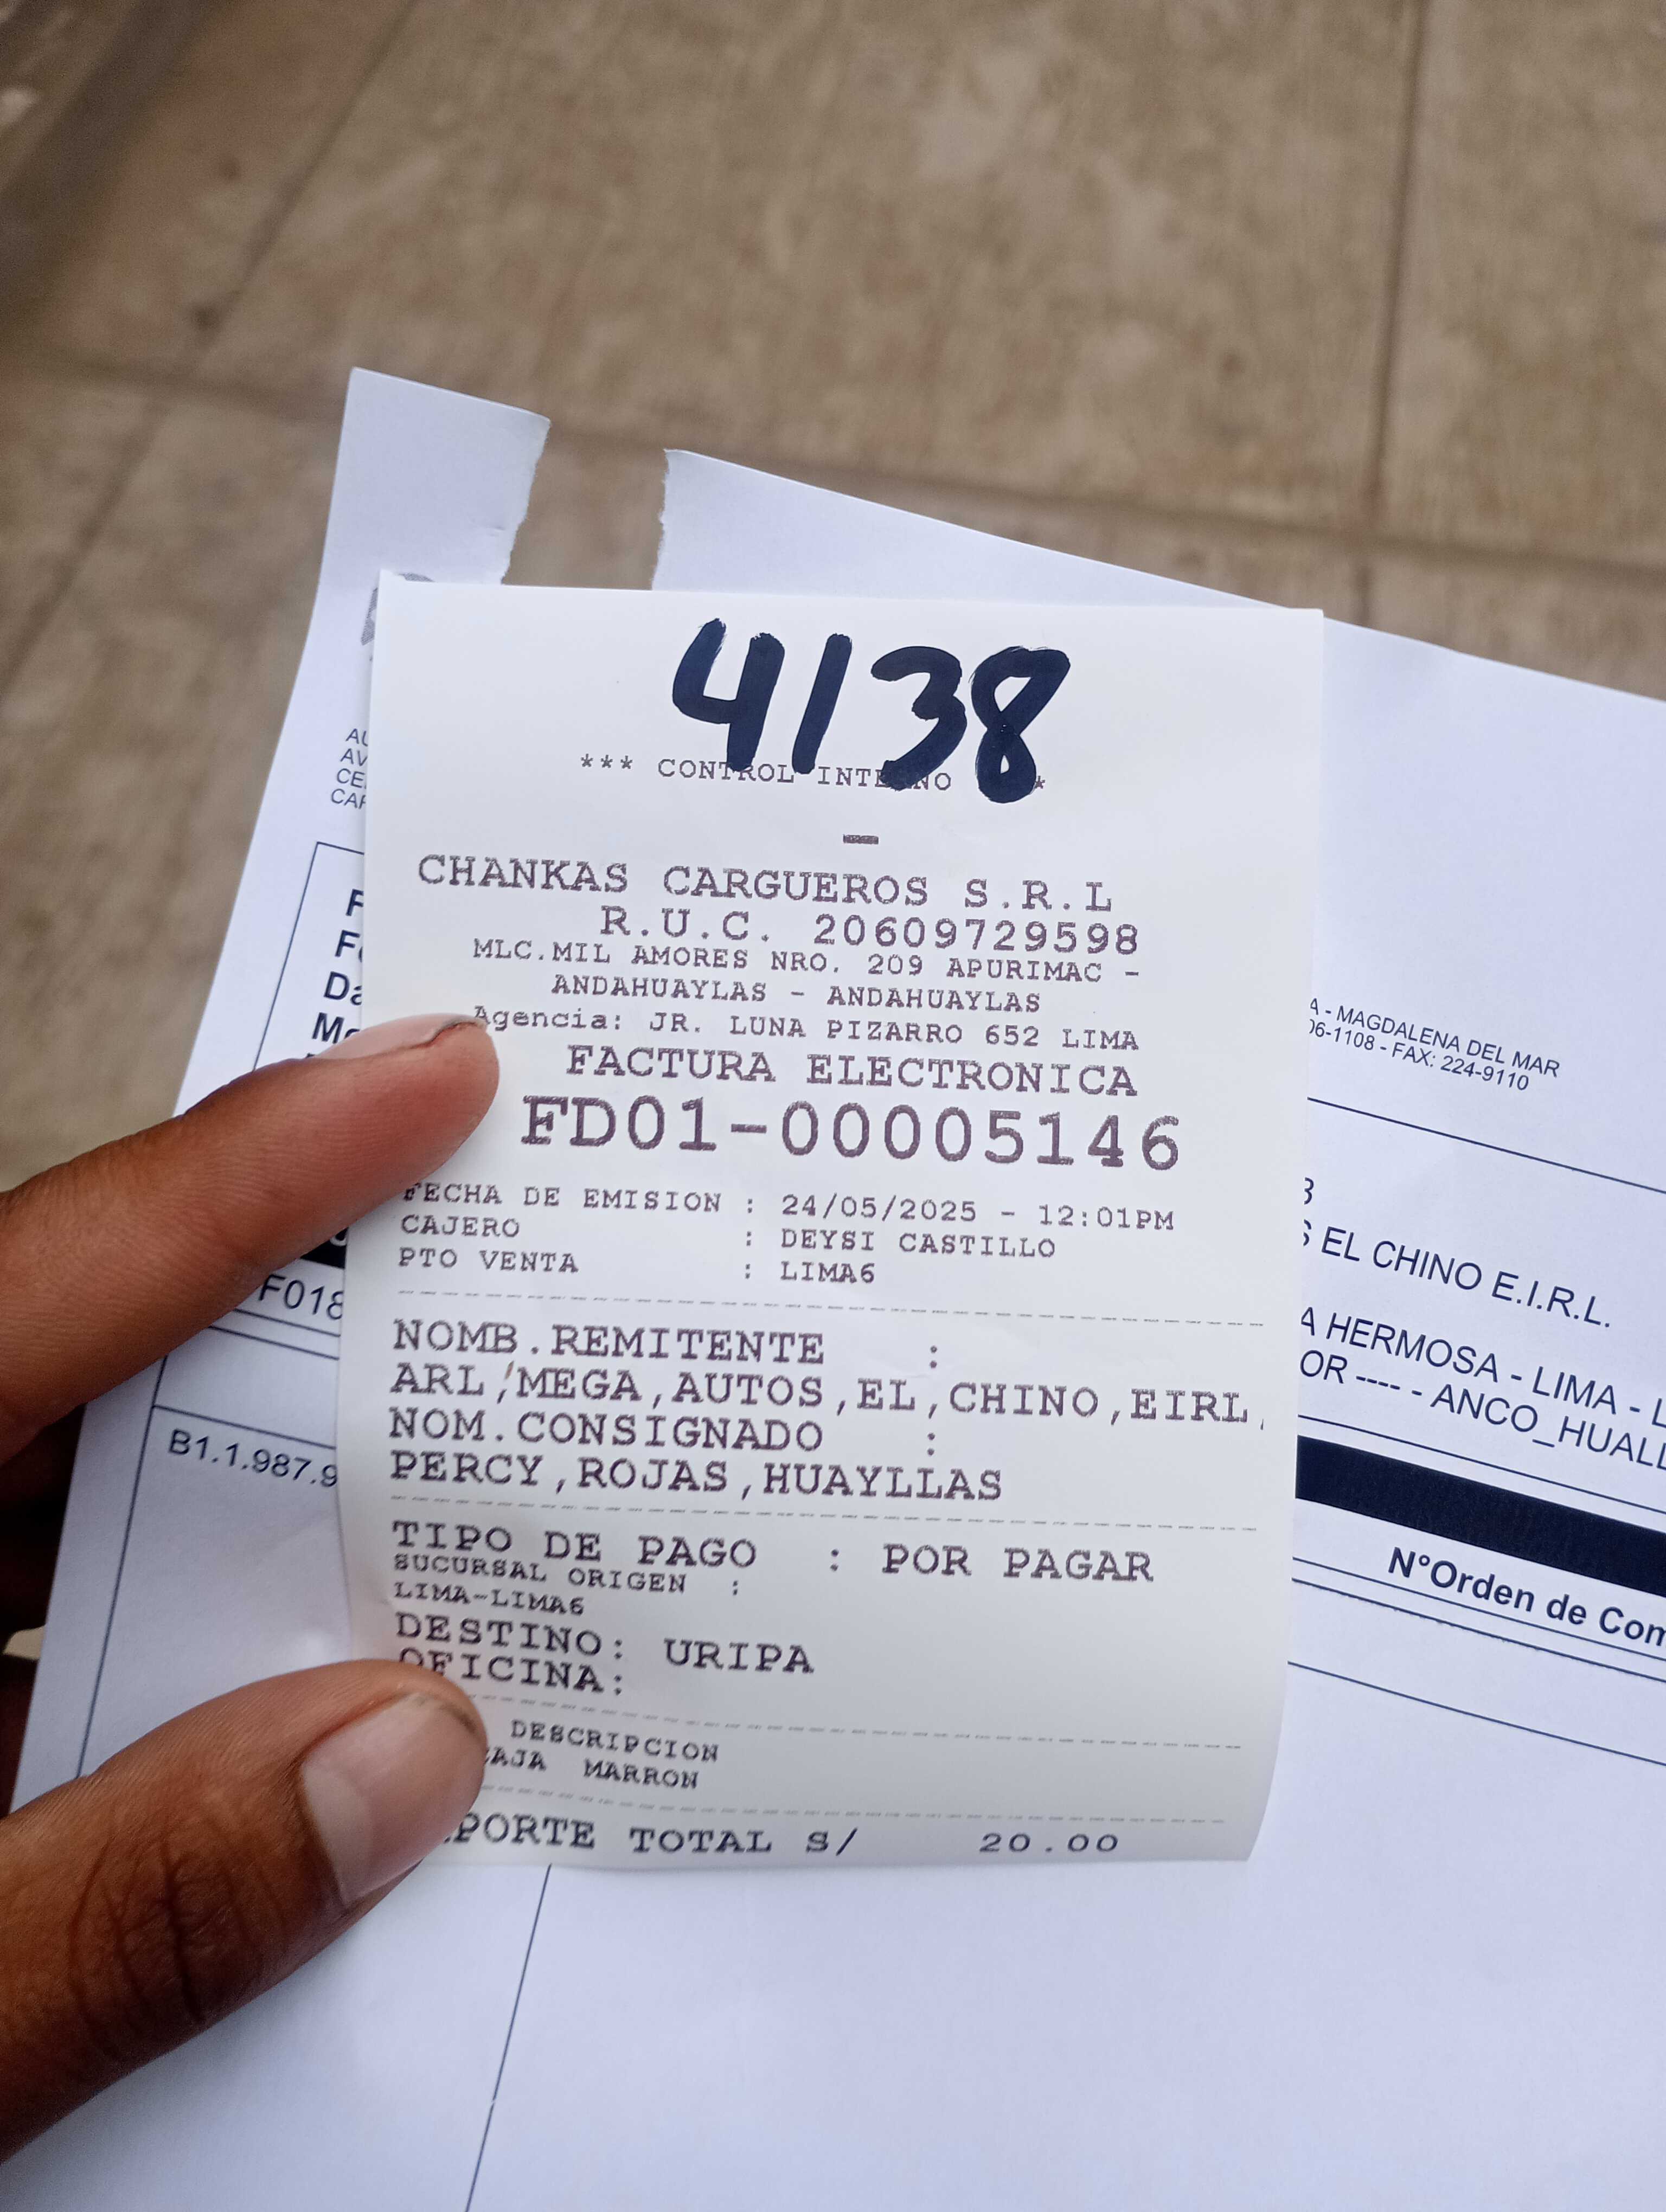 4138
*** CONTROL INTERNO *
-
CHANKAS CARGUEROS S.R.L
R.U.C. 20609729598
MLC.MIL AMORES NRO. 209 APURIMAC -
ANDAHUAYLAS - ANDAHUAYLAS
Agencia: JR. LUNA PIZARRO 652 LIMA
FACTURA ELECTRONICA
FD01-00005146
FECHA DE EMISION : 24/05/2025 - 12:01PM
CAJERO : DEYSI CASTILLO
PTO VENTA : LIMA6
NOMB.REMITENTE :
ARL,MEGA,AUTOS,EL,CHINO,EIRL,
NOM.CONSIGNADO :
PERCY,ROJAS,HUAYLLAS
TIPO DE PAGO : POR PAGAR
SUCURSAL ORIGEN :
LIMA-LIMA6
DESTINO: URIPA
OFICINA:
DESCRIPCION
CAJA MARRON
PORTE TOTAL S/ 20.00
A - MAGDALENA DEL MAR
06-1108 - FAX: 224-9110
S EL CHINO E.I.R.L.
A HERMOSA - LIMA - L
OR ---- - ANCO_HUALL
N°Orden de Com
F018
B1.1.987.9